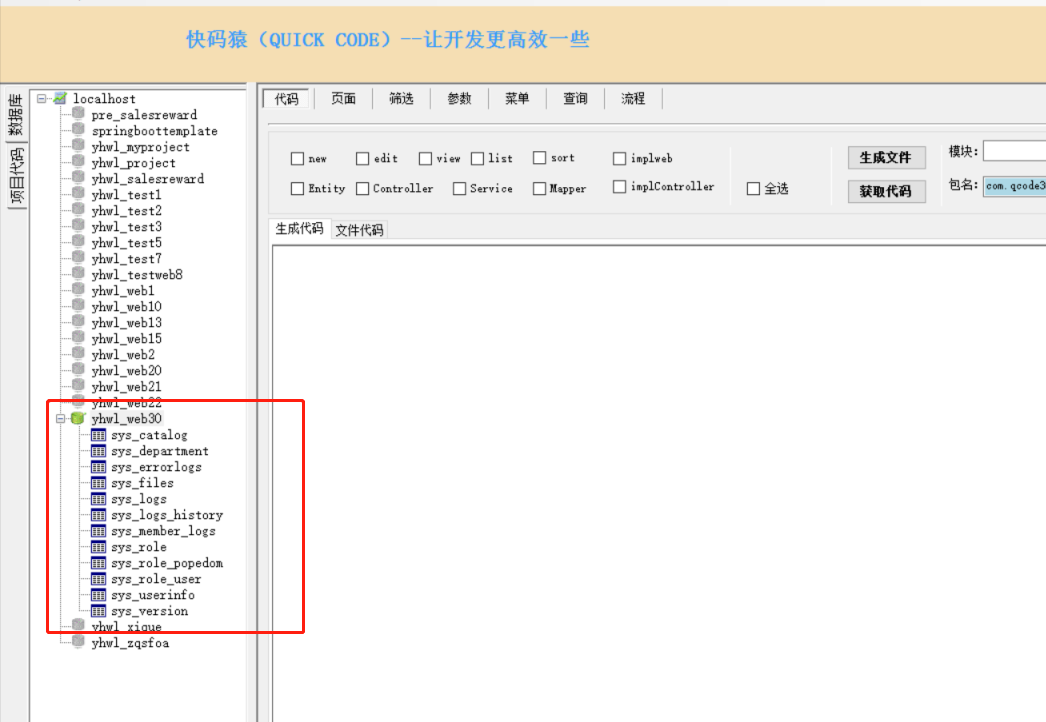 快码猿（QUICK CODE）--让开发更高效一些
数据库
项目代码
localhost
pre_salesreward
springboottemplate
yhwl_myproject
yhwl_project
yhwl_salesreward
yhwl_test1
yhwl_test2
yhwl_test3
yhwl_test5
yhwl_test7
yhwl_testweb8
yhwl_web1
yhwl_web10
yhwl_web13
yhwl_web15
yhwl_web2
yhwl_web20
yhwl_web21
yhwl_web22
yhwl_web30
sys_catalog
sys_department
sys_errorlogs
sys_files
sys_logs
sys_logs_history
sys_member_logs
sys_role
sys_role_popedom
sys_role_user
sys_userinfo
sys_version
yhwl_xique
yhwl_zqsfoa
代码 页面 筛选 参数 菜单 查询 流程
new edit view list sort implweb
Entity Controller Service Mapper implController 全选
生成文件
获取代码
模块:
包名: com.qcode3
生成代码 文件代码